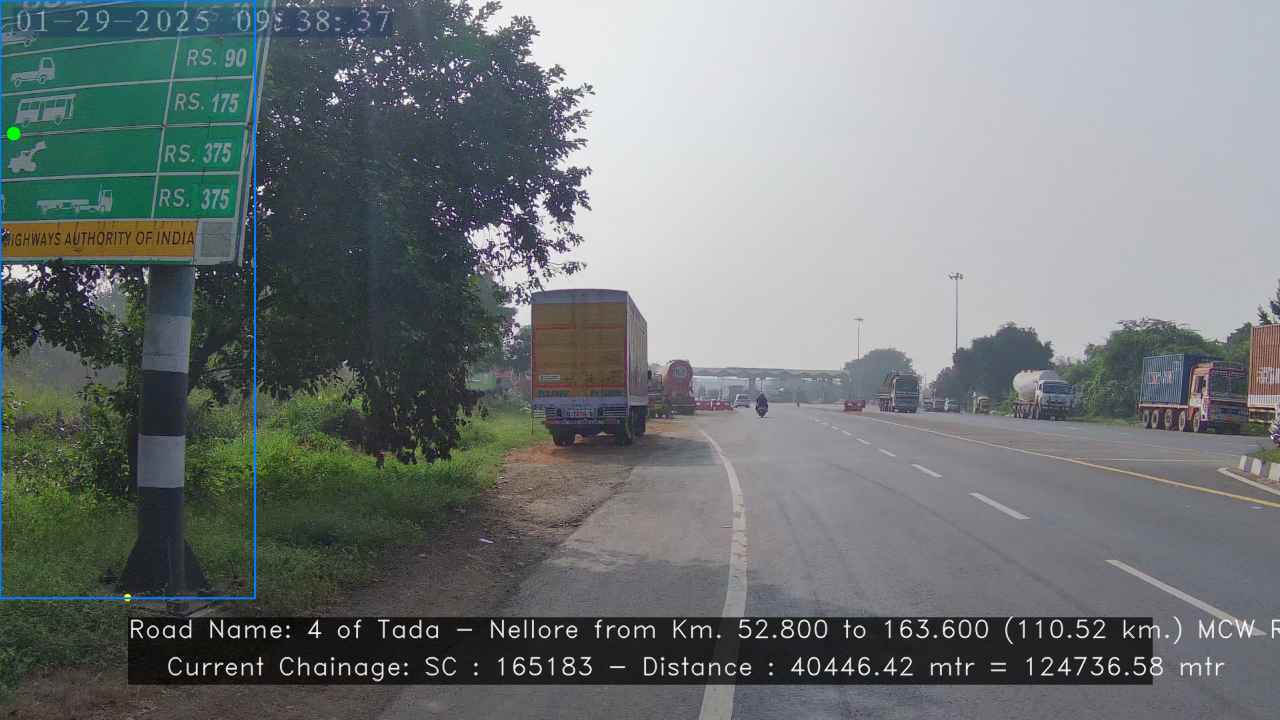 01-29-2025 09:38:37
RS. 90
RS. 175
RS. 375
RS. 375
HIGHWAYS AUTHORITY OF INDIA
Road Name: 4 of Tada - Nellore from Km. 52.800 to 163.600 (110.52 km.) MCW R
Current Chainage: SC : 165183 - Distance : 40446.42 mtr = 124736.58 mtr